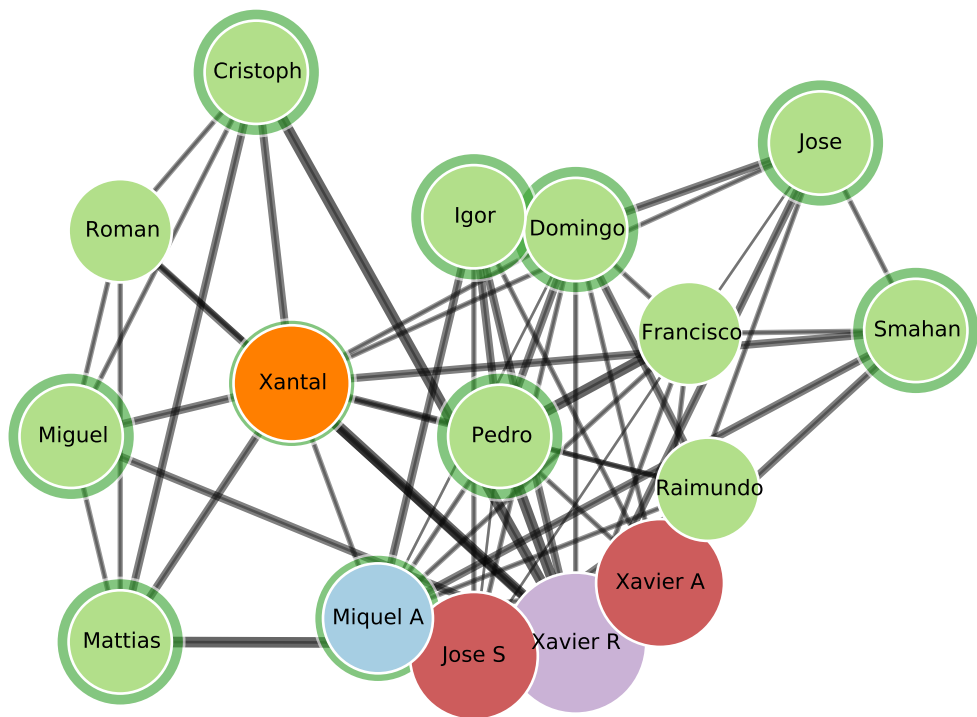 Cristoph
Jose
Igor
Domingo
Roman
Francisco
Smahan
Xantal
Miguel
Pedro
Raimundo
Xavier A
Miquel A
Mattias
Xavier R
Jose S